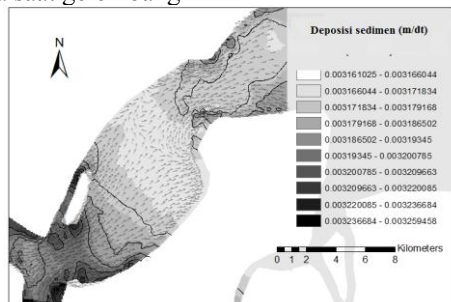 N
Deposisi sedimen (m/dt)
0.003161025 - 0.003166044
0.003166044 - 0.003171834
0.003171834 - 0.003179168
0.003179168 - 0.003186502
0.003186502 - 0.00319345
0.00319345 - 0.003200785
0.003200785 - 0.003209663
0.003209663 - 0.003220085
0.003220085 - 0.003236684
0.003236684 - 0.003259458
Kilometers
0 1 2 4 6 8